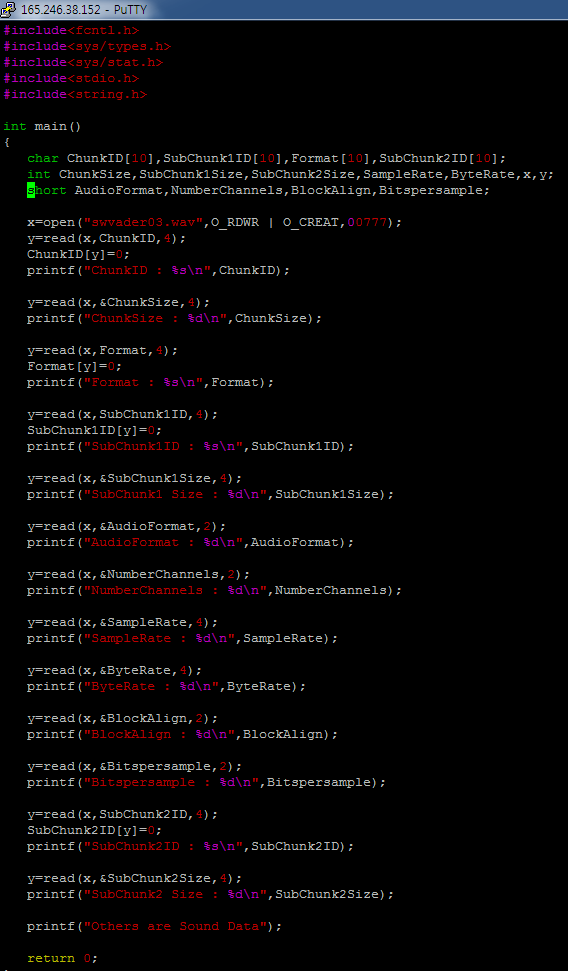 165.246.38.152 - PuTTY
#include<fcntl.h>
#include<sys/types.h>
#include<sys/stat.h>
#include<stdio.h>
#include<string.h>
int main()
{
char ChunkID[10],SubChunk1ID[10],Format[10],SubChunk2ID[10];
int ChunkSize,SubChunk1Size,SubChunk2Size,SampleRate,ByteRate,x,y;
short AudioFormat,NumberChannels,BlockAlign,Bitspersample;
x=open("swvader03.wav",O_RDWR | O_CREAT,00777);
y=read(x,ChunkID,4);
ChunkID[y]=0;
printf("ChunkID : %s\n",ChunkID);
y=read(x,&ChunkSize,4);
printf("ChunkSize : %d\n",ChunkSize);
y=read(x,Format,4);
Format[y]=0;
printf("Format : %s\n",Format);
y=read(x,SubChunk1ID,4);
SubChunk1ID[y]=0;
printf("SubChunk1ID : %s\n",SubChunk1ID);
y=read(x,&SubChunk1Size,4);
printf("SubChunk1 Size : %d\n",SubChunk1Size);
y=read(x,&AudioFormat,2);
printf("AudioFormat : %d\n",AudioFormat);
y=read(x,&NumberChannels,2);
printf("NumberChannels : %d\n",NumberChannels);
y=read(x,&SampleRate,4);
printf("SampleRate : %d\n",SampleRate);
y=read(x,&ByteRate,4);
printf("ByteRate : %d\n",ByteRate);
y=read(x,&BlockAlign,2);
printf("BlockAlign : %d\n",BlockAlign);
y=read(x,&Bitspersample,2);
printf("Bitspersample : %d\n",Bitspersample);
y=read(x,SubChunk2ID,4);
SubChunk2ID[y]=0;
printf("SubChunk2ID : %s\n",SubChunk2ID);
y=read(x,&SubChunk2Size,4);
printf("SubChunk2 Size : %d\n",SubChunk2Size);
printf("Others are Sound Data");
return 0;